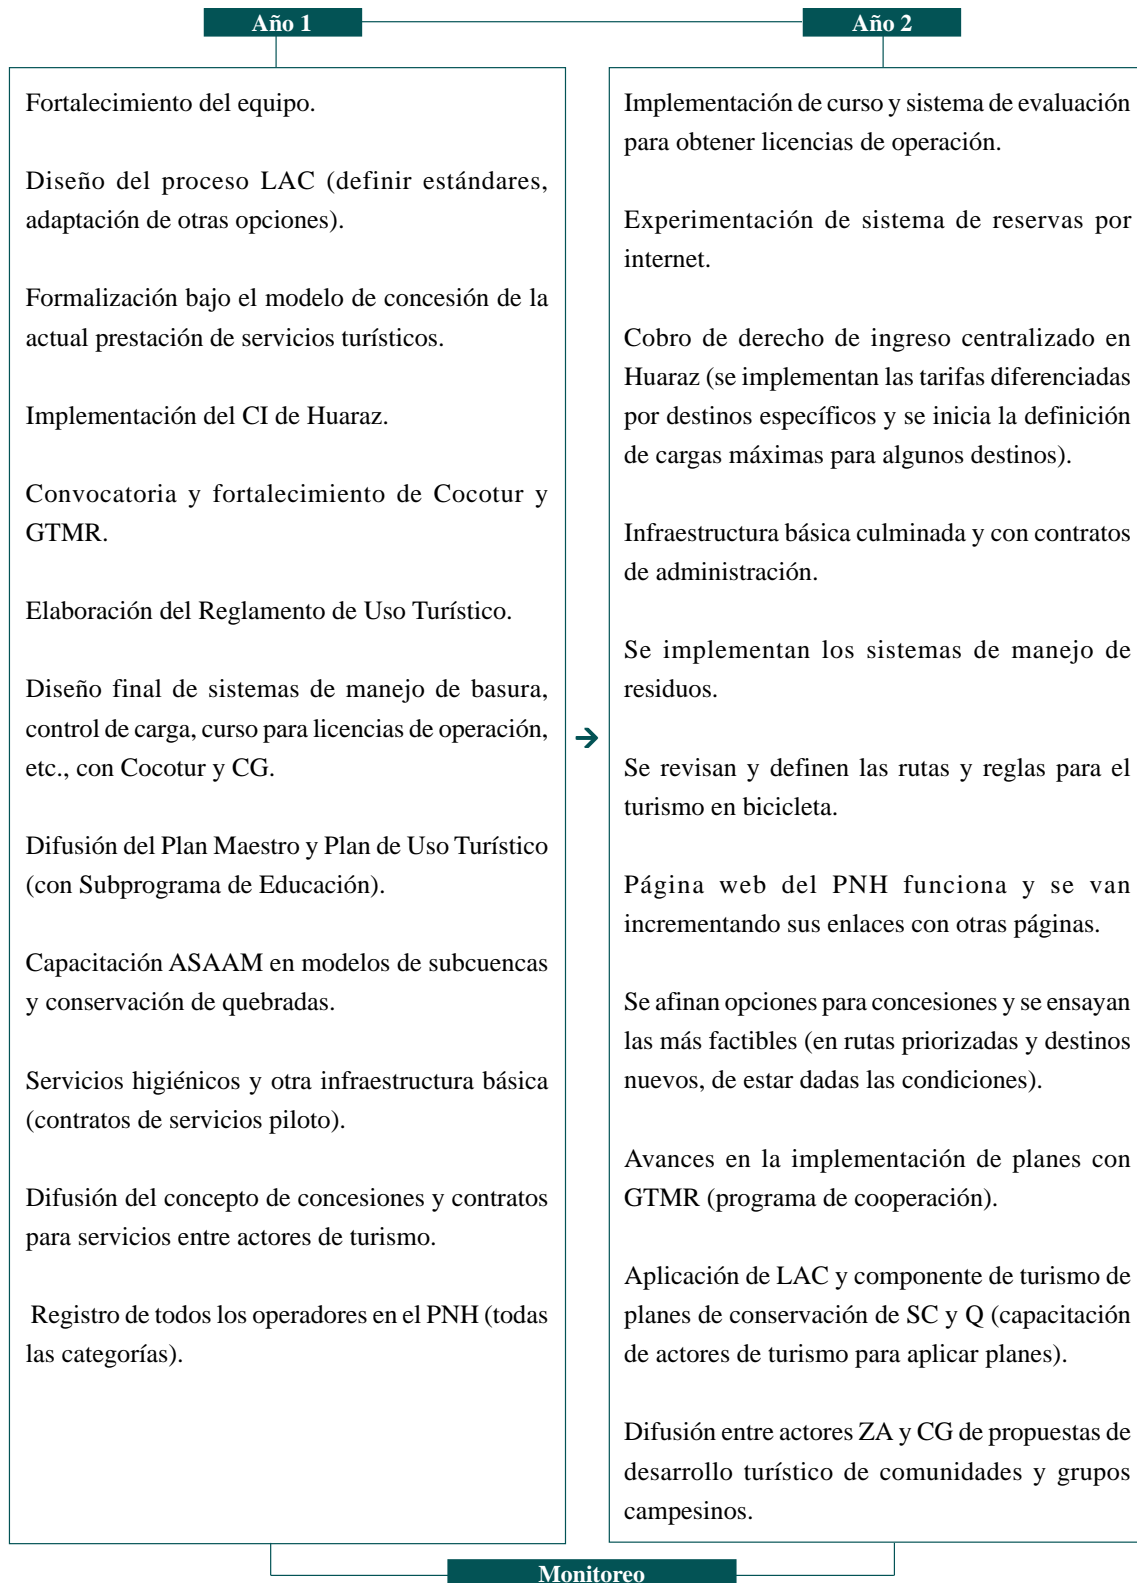 Año 1
Año 2
Fortalecimiento del equipo.
Diseño del proceso LAC (definir estándares,
adaptación de otras opciones).
Formalización bajo el modelo de concesión de la
actual prestación de servicios turísticos.
Implementación del CI de Huaraz.
Convocatoria y fortalecimiento de Cocotur y
GTMR.
Elaboración del Reglamento de Uso Turístico.
Diseño final de sistemas de manejo de basura,
control de carga, curso para licencias de operación,
etc., con Cocotur y CG.
Difusión del Plan Maestro y Plan de Uso Turístico
(con Subprograma de Educación).
Capacitación ASAAM en modelos de subcuencas
y conservación de quebradas.
Servicios higiénicos y otra infraestructura básica
(contratos de servicios piloto).
Difusión del concepto de concesiones y contratos
para servicios entre actores de turismo.
Registro de todos los operadores en el PNH (todas
las categorías).
→
Implementación de curso y sistema de evaluación
para obtener licencias de operación.
Experimentación de sistema de reservas por
internet.
Cobro de derecho de ingreso centralizado en
Huaraz (se implementan las tarifas diferenciadas
por destinos específicos y se inicia la definición
de cargas máximas para algunos destinos).
Infraestructura básica culminada y con contratos
de administración.
Se implementan los sistemas de manejo de
residuos.
Se revisan y definen las rutas y reglas para el
turismo en bicicleta.
Página web del PNH funciona y se van
incrementando sus enlaces con otras páginas.
Se afinan opciones para concesiones y se ensayan
las más factibles (en rutas priorizadas y destinos
nuevos, de estar dadas las condiciones).
Avances en la implementación de planes con
GTMR (programa de cooperación).
Aplicación de LAC y componente de turismo de
planes de conservación de SC y Q (capacitación
de actores de turismo para aplicar planes).
Difusión entre actores ZA y CG de propuestas de
desarrollo turístico de comunidades y grupos
campesinos.
Monitoreo